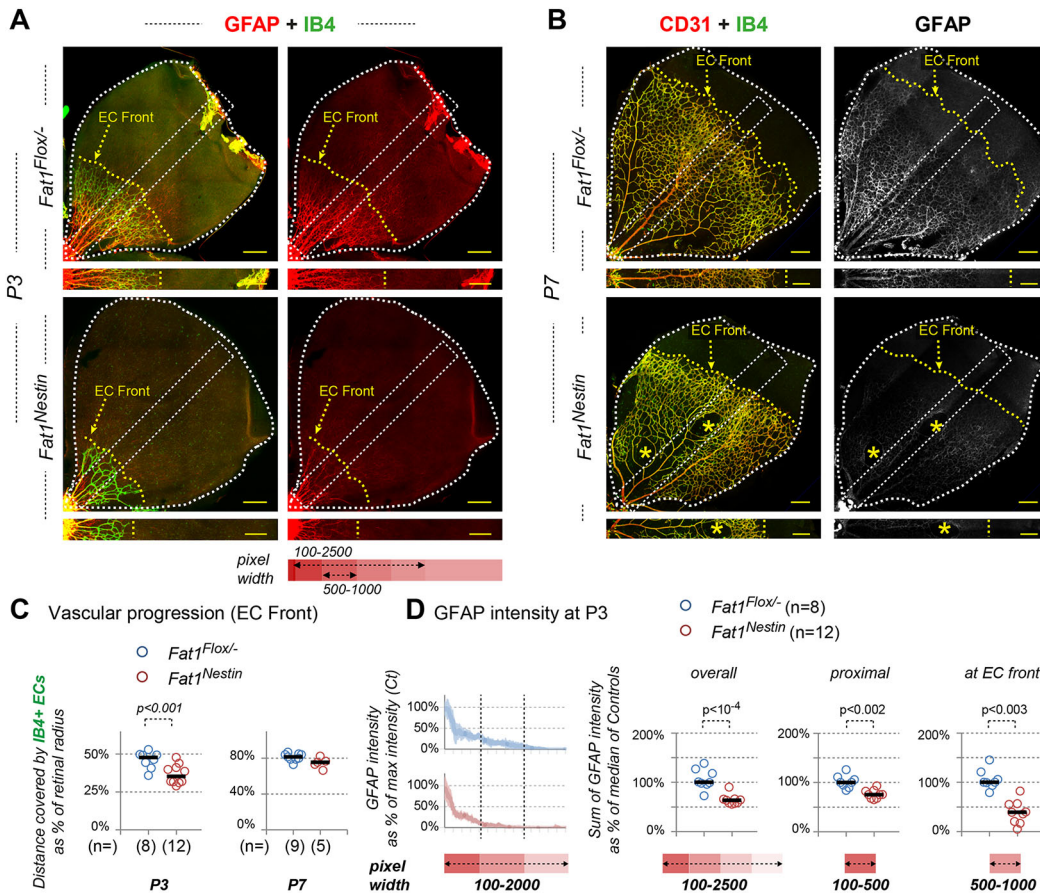 A
GFAP + IB4
B
CD31 + IB4
GFAP
P3
Fat1Flox/-
EC Front
EC Front
Fat1Nestin
EC Front
EC Front
P7
Fat1Flox/-
EC Front
EC Front
Fat1Nestin
EC Front
EC Front
*
*
*
*
*
*
pixel width
100-2500
500-1000
C
Vascular progression (EC Front)
Fat1Flox/-
Fat1Nestin
Distance covered by IB4+ ECs
as % of retinal radius
p<0.001
50%
25%
0%
(n=) (8) (12)
P3
80%
0%
(n=) (9) (5)
P7
D
GFAP intensity at P3
Fat1Flox/- (n=8)
Fat1Nestin (n=12)
GFAP intensity
as % of max intensity (Ct)
100%
50%
0%
100%
50%
0%
pixel width
100-2000
Sum of GFAP intensity
as % of median of Controls
overall
p<10-4
200%
100%
0%
100-2500
proximal
p<0.002
200%
100%
0%
100-500
at EC front
p<0.003
200%
100%
0%
500-1000